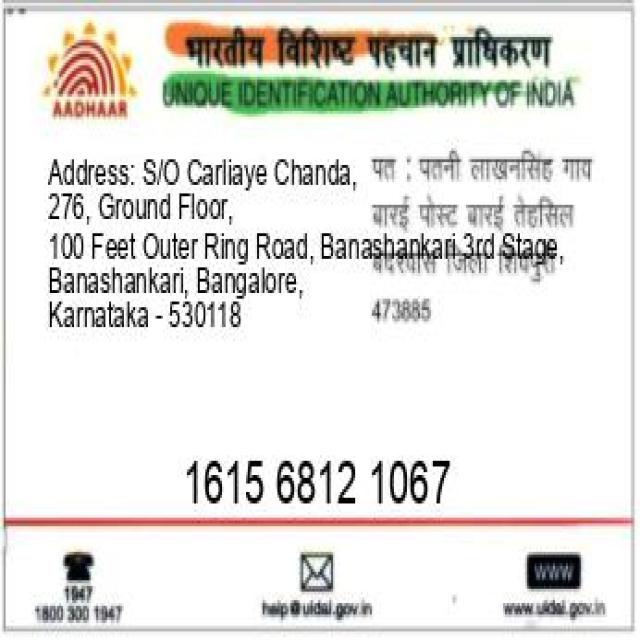 भारतीय विशिष्ट पहचान प्राधिकरण
AADHAAR
UNIQUE IDENTIFICATION AUTHORITY OF INDIA
Address: S/O Carliaye Chanda,
276, Ground Floor,
100 Feet Outer Ring Road, Banashankari 3rd Stage,
Banashankari, Bangalore,
Karnataka - 530118
पत : पतनी लाखनसिंह गाय
बारई पोस्ट बारई तेहसिल
बदरवास जिला शिवपुरी
473885
1615 6812 1067
1947
1800 300 1947
help@uidai.gov.in
WWW
www.uidai.gov.in